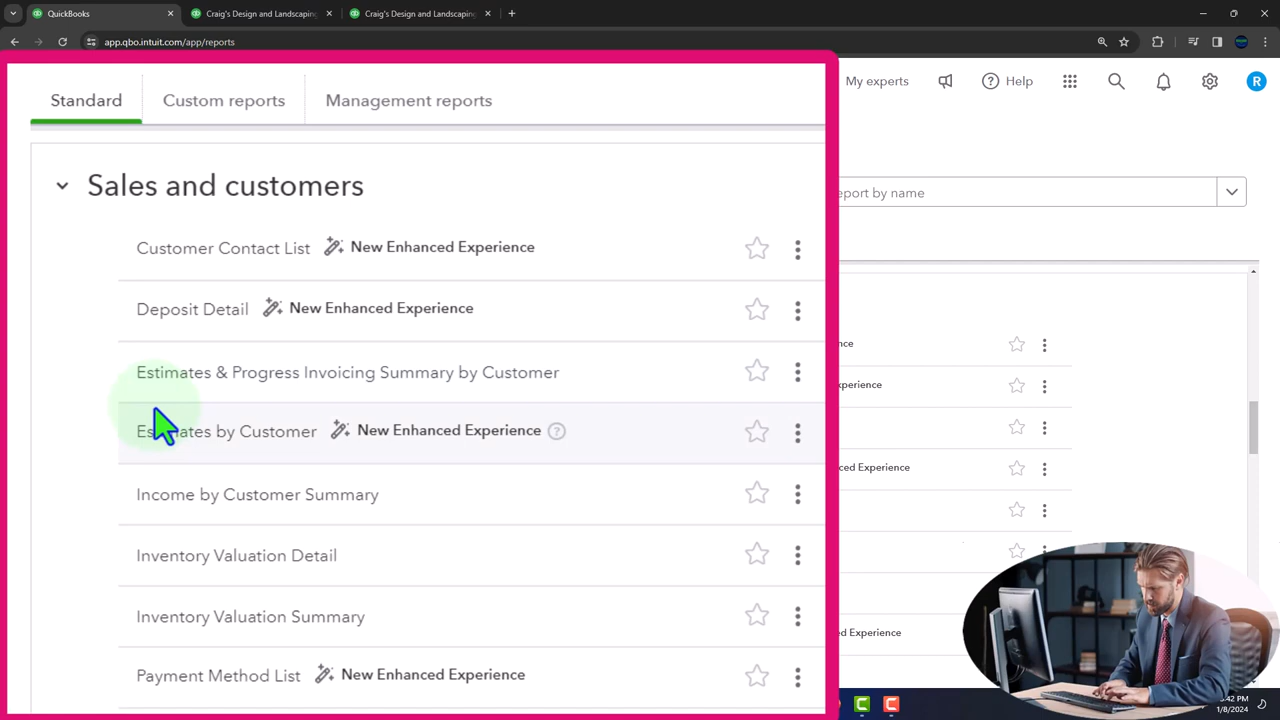 QuickBooks
Craig's Design and Landscaping
Craig's Design and Landscaping
app.qbo.intuit.com/app/reports
My experts
Help
R
Standard
Custom reports
Management reports
eport by name
Sales and customers
Customer Contact List New Enhanced Experience
Deposit Detail New Enhanced Experience
Estimates & Progress Invoicing Summary by Customer
Estimates by Customer New Enhanced Experience ?
Income by Customer Summary
Inventory Valuation Detail
Inventory Valuation Summary
Payment Method List New Enhanced Experience
nce
xperience
ced Experience
d Experience
:42 PM
1/8/2024